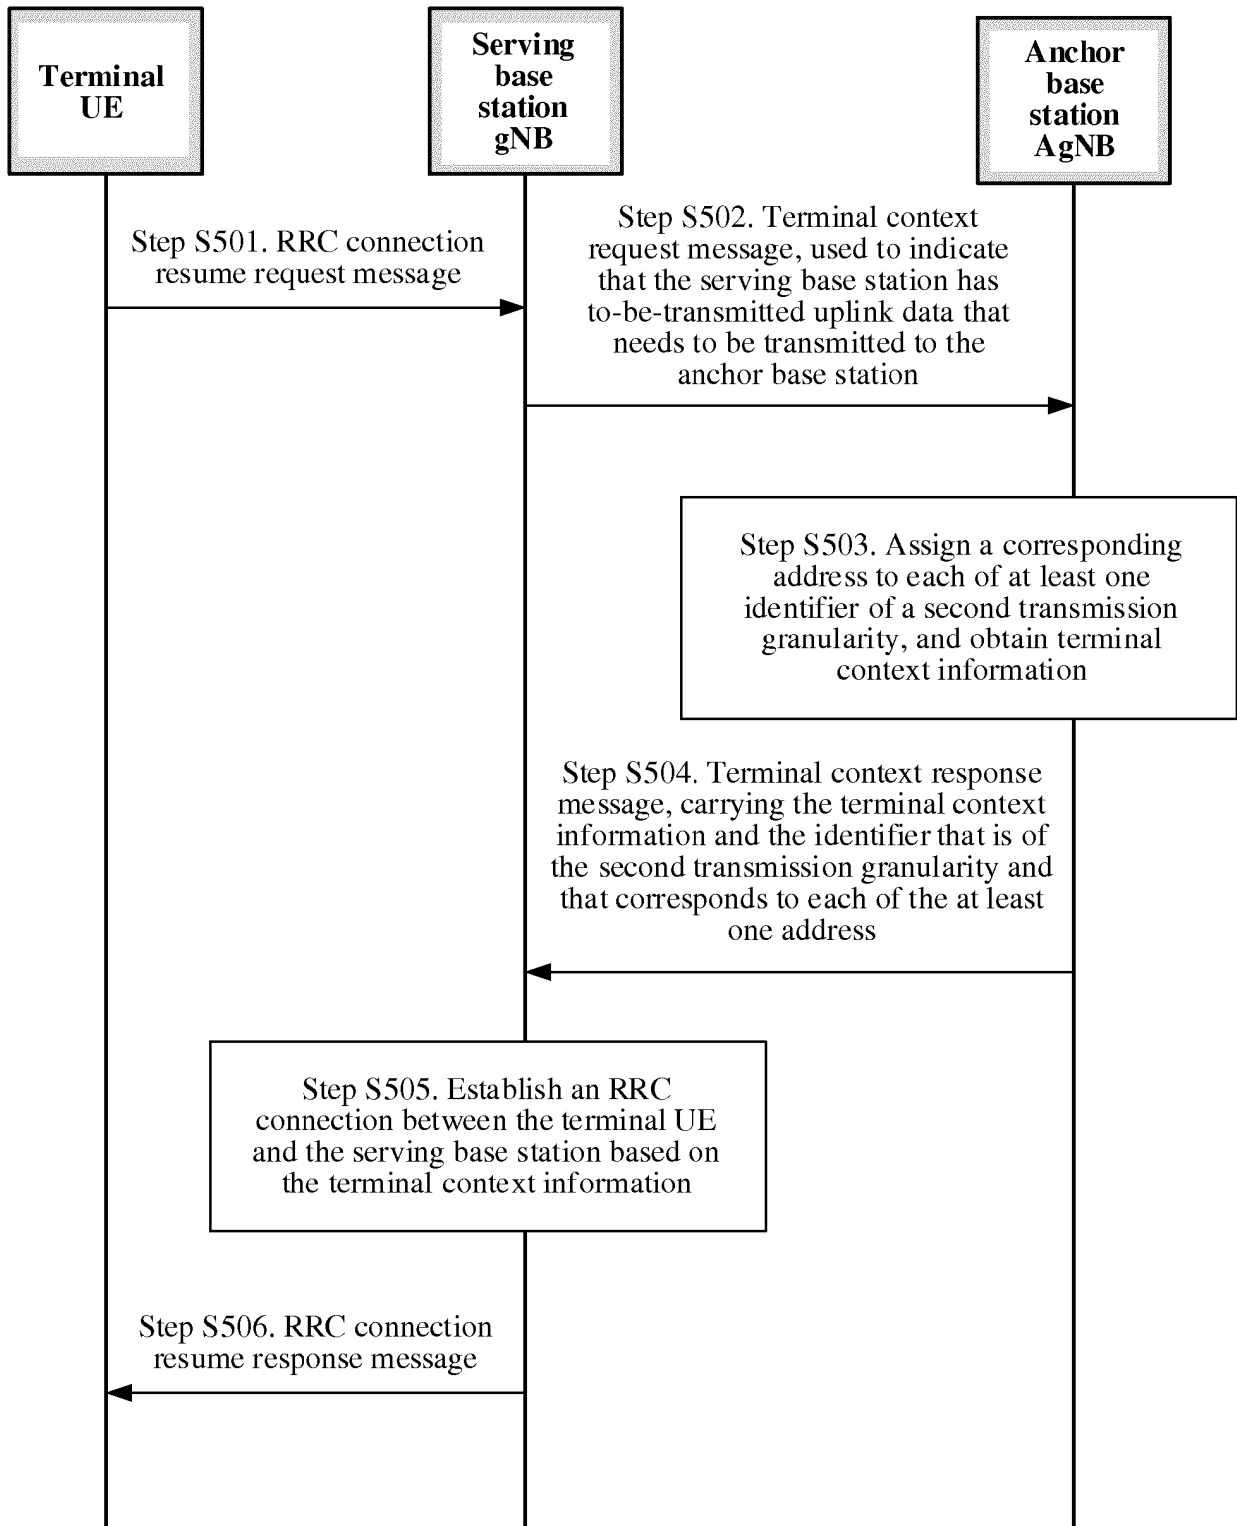 Terminal
UE
Serving
base
station
gNB
Anchor
base
station
AgNB
Step S501. RRC connection
resume request message
Step S502. Terminal context
request message, used to indicate
that the serving base station has
to-be-transmitted uplink data that
needs to be transmitted to the
anchor base station
Step S503. Assign a corresponding
address to each of at least one
identifier of a second transmission
granularity, and obtain terminal
context information
Step S504. Terminal context response
message, carrying the terminal context
information and the identifier that is of
the second transmission granularity and
that corresponds to each of the at least
one address
Step S505. Establish an RRC
connection between the terminal UE
and the serving base station based on
the terminal context information
Step S506. RRC connection
resume response message